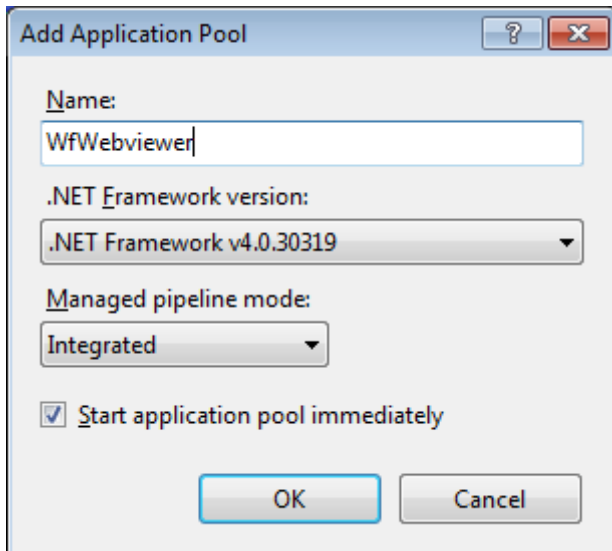 Add Application Pool
?
Name:
WfWebviewer
.NET Framework version:
.NET Framework v4.0.30319
Managed pipeline mode:
Integrated
Start application pool immediately
OK Cancel